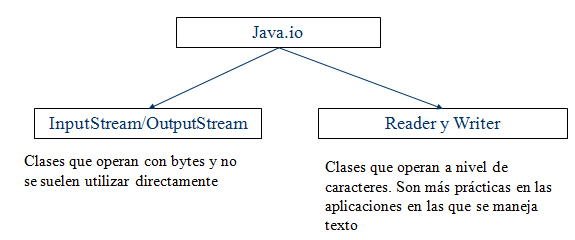 Java.io
InputStream/OutputStream
Reader y Writer
Clases que operan con bytes y no
se suelen utilizar directamente
Clases que operan a nivel de
caracteres. Son más prácticas en las
aplicaciones en las que se maneja
texto